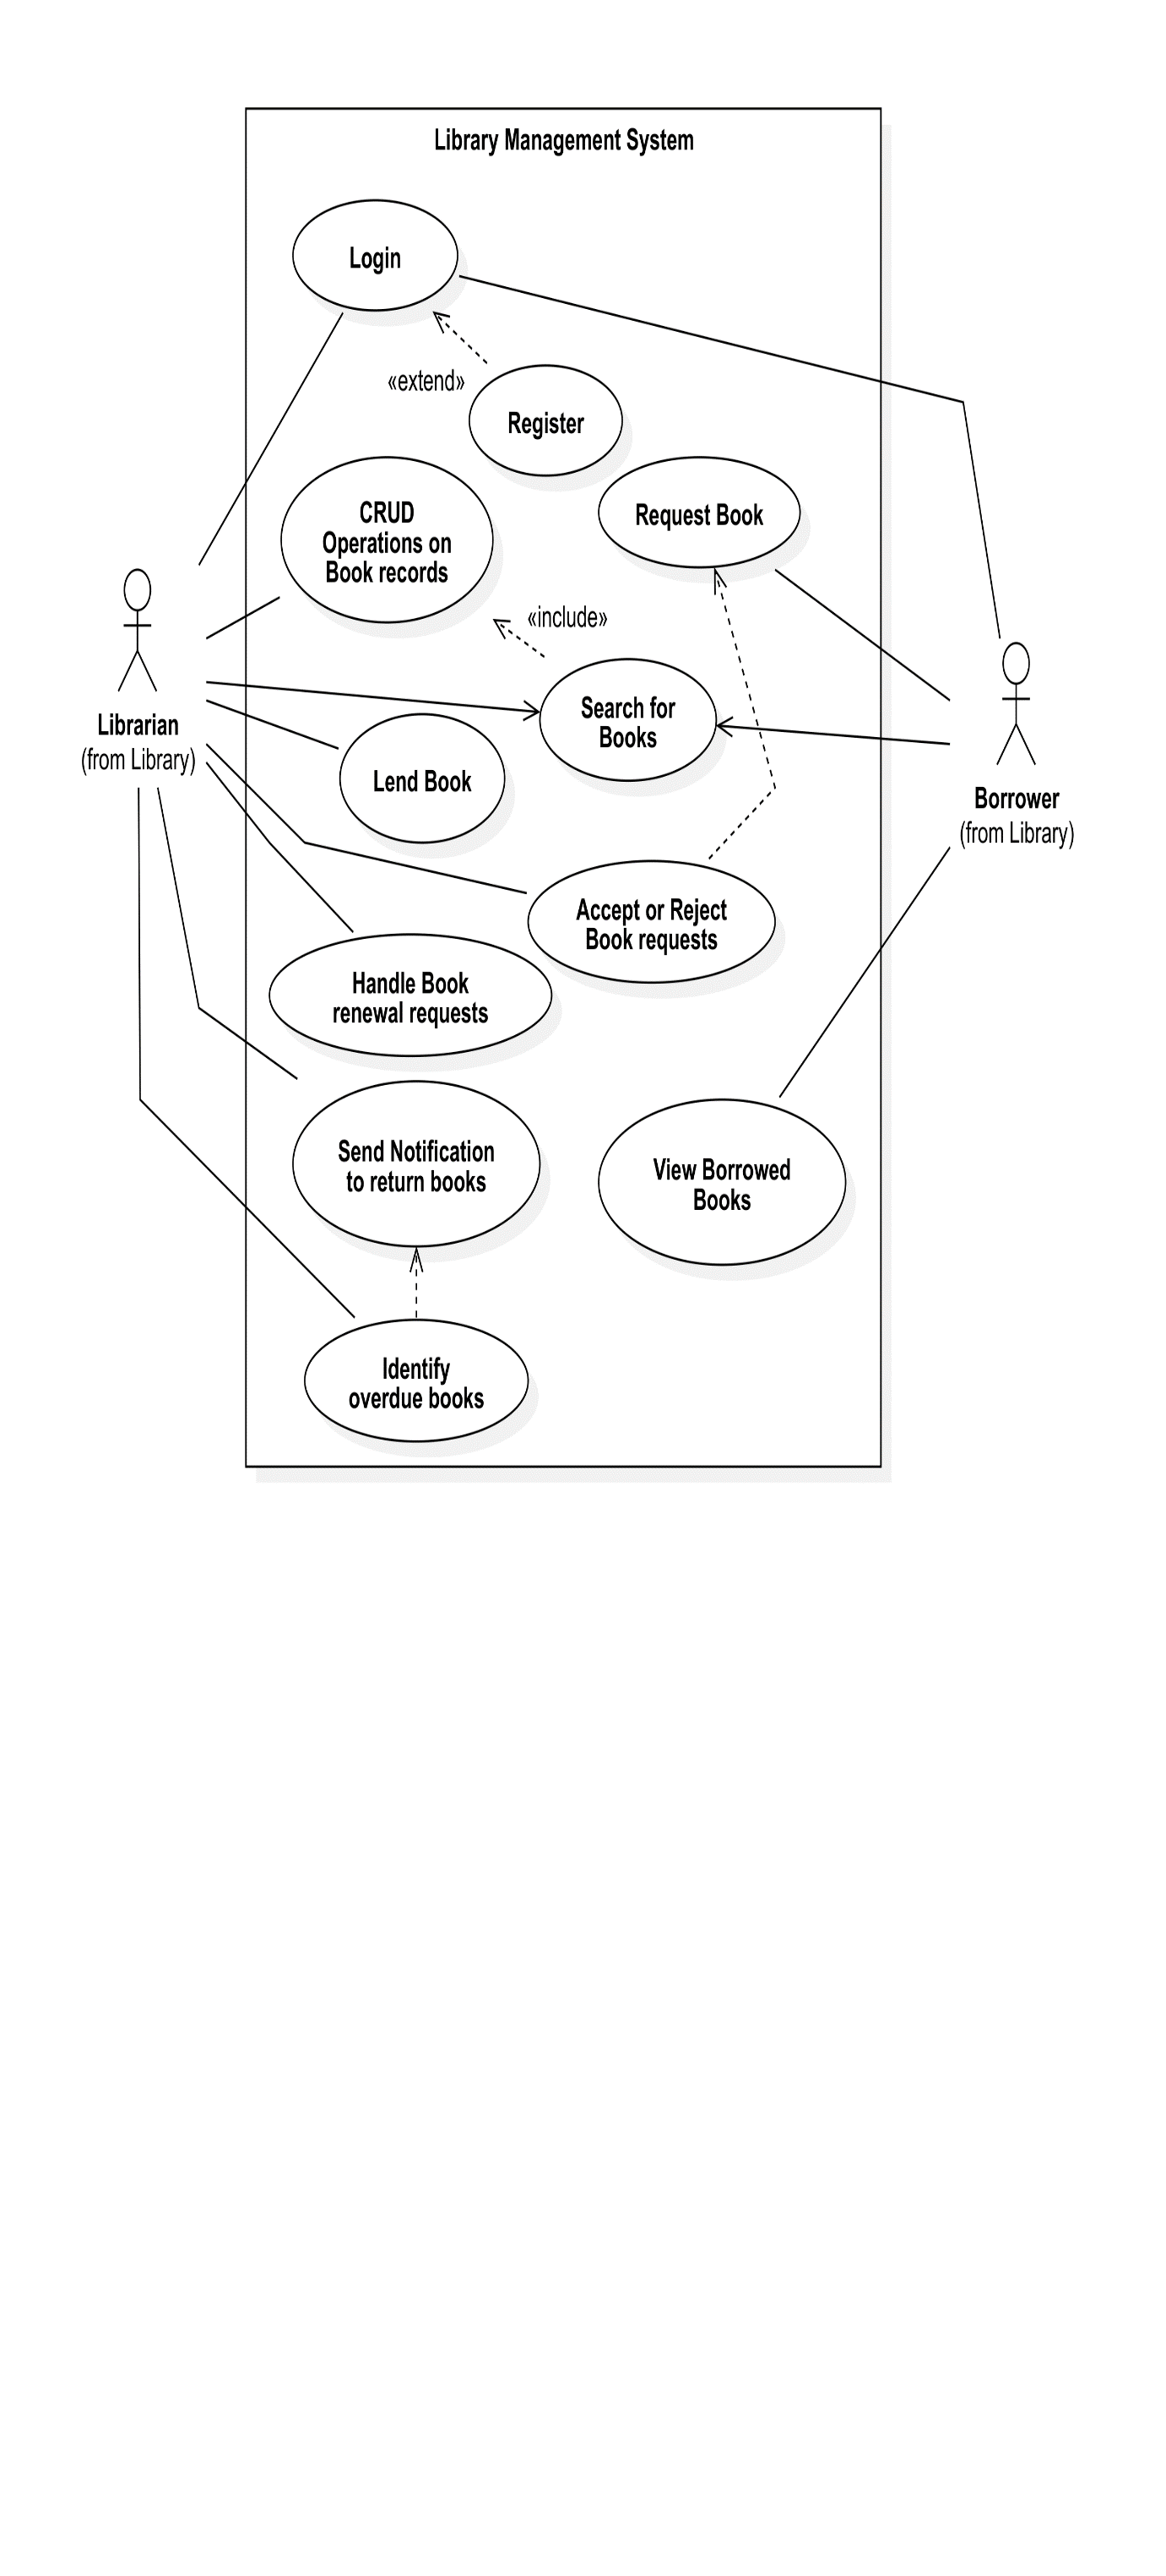 Library Management System
Login
«extend»
Register
CRUD
Operations on
Book records
Request Book
«include»
Search for
Books
Librarian
(from Library)
Lend Book
Borrower
(from Library)
Accept or Reject
Book requests
Handle Book
renewal requests
Send Notification
to return books
View Borrowed
Books
Identify
overdue books